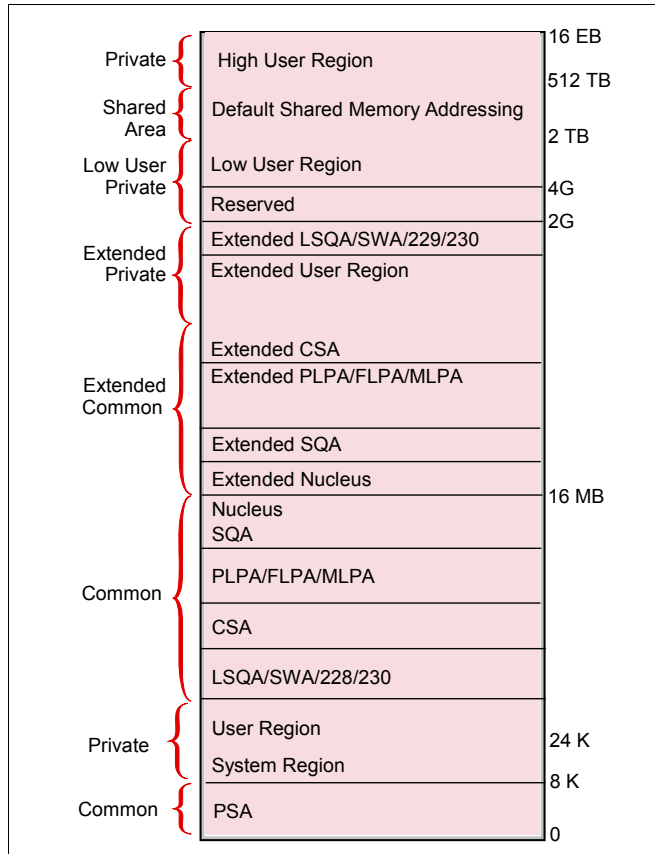 16 EB
Private
High User Region
512 TB
Shared
Area
Default Shared Memory Addressing
2 TB
Low User
Private
Low User Region
4G
Reserved
2G
Extended LSQA/SWA/229/230
Extended
Private
Extended User Region
Extended CSA
Extended PLPA/FLPA/MLPA
Extended
Common
Extended SQA
Extended Nucleus
16 MB
Nucleus
SQA
PLPA/FLPA/MLPA
Common
CSA
LSQA/SWA/228/230
User Region
24 K
Private
System Region
8 K
Common
PSA
0